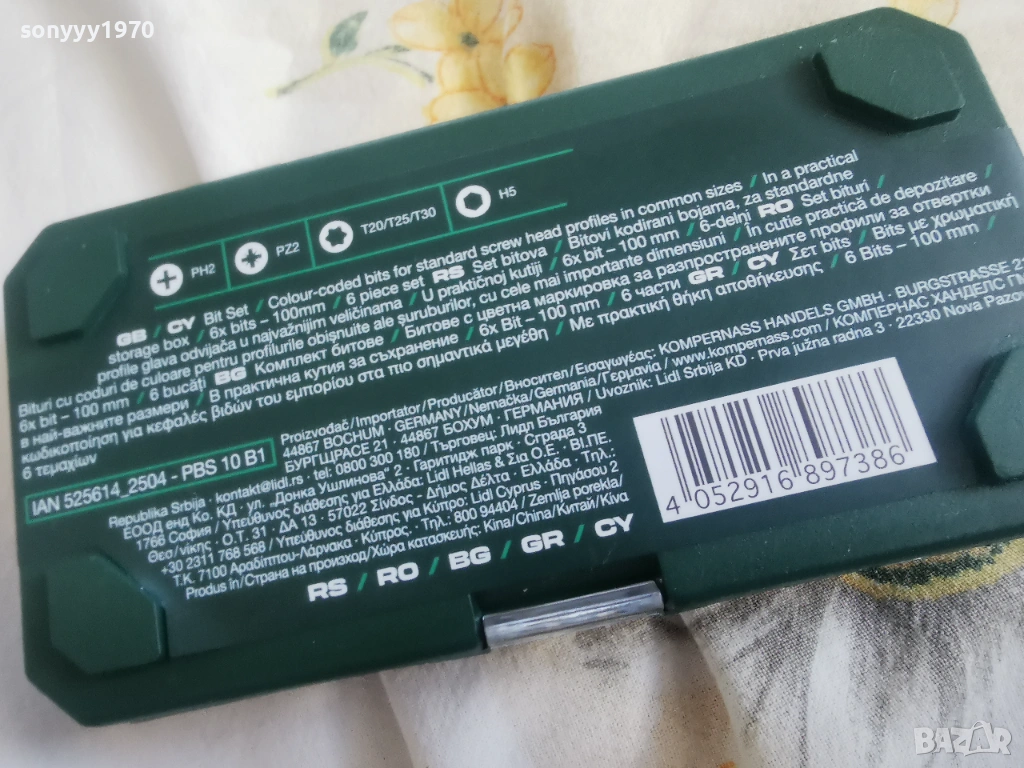 sonyyy1970
PH2 PZ2 T20/T25/T30 H5
GB / CY Bit Set / Colour-coded bits for standard screw head profiles in common sizes / In a practical
storage box / 6x bits – 100mm / 6 piece set / RS Set bitova / Bitovi kodirani bojama, za standardne
profile glava odvijača u najvažnijim veličinama / U praktičnoj kutiji / 6x bit – 100 mm / 6-delni / RO Set bituri /
Bituri cu coduri de culoare pentru profilurile obișnuite ale șuruburilor, cu cele mai importante dimensiuni / In cutie practică de depozitare /
6x bit – 100 mm / 6 bucăți / BG Комплект битове / Битове с цветна маркировка за разпространените профили за отвертки
в най-важните размери / В практична кутия за съхранение / 6x Bit – 100 mm / 6 части / GR / CY Σετ bits / Bits με χρωματική
κωδικοποίηση για κεφαλές βιδών του εμπορίου στα πιο σημαντικά μεγέθη / Με πρακτική θήκη αποθήκευσης / 6 Bits – 100 mm /
6 τεμαχίων
IAN 525614_2504 - PBS 10 B1
Proizvođač/Importator/Producător/Вносител/Εισαγωγέας: KOMPERNASS HANDELS GMBH · BURGSTRASSE 21
44867 BOCHUM · GERMANY/Nemačka/Germania/Γερμανία / www.kompernass.com/КОМПЕРНАС ХАНДЕЛС
БУРГЩРАСЕ 21 · 44867 БОХУМ · ГЕРМАНИЯ / Uvoznik: Lidl Srbija KD · Prva južna radna 3 · 22330 Nova Pazova
Republika Srbija · kontakt@lidl.rs / tel: 0800 300 180 / Търговец: Лидл България
ЕООД енд Ко. КД · ул. „Донка Ушлинова“ 2 · Гаритидж парк · Сграда 3
1766 София / Υπεύθυνος διάθεσης για Ελλάδα: Lidl Hellas & Σια Ο.Ε. · ΒΙ.ΠΕ.
Θεσ/νίκης · Ο.Τ. 31 · ΔΑ 13 · 57022 Σίνδος - Δήμος Δέλτα · Ελλάδα · Τηλ.:
+30 2311 768 568 / Υπεύθυνος διάθεσης για Κύπρο: Lidl Cyprus · Πηγάσου 2
Τ.Κ. 7100 Αραδίππου-Λάρνακα · Κύπρος · Τηλ.: 800 94404 / Zemlja porekla/
Produs in/Страна на произход/Χώρα κατασκευής: Kina/China/Китай/Κίνα
RS / RO / BG / GR / CY
4 052916 897386
BAZAR